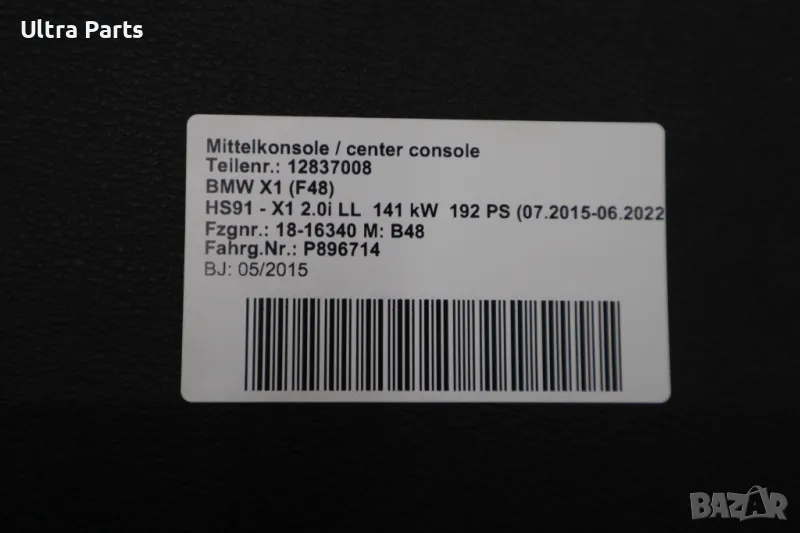 Ultra Parts
Mittelkonsole / center console
Teilenr.: 12837008
BMW X1 (F48)
HS91 - X1 2.0i LL  141 kW  192 PS (07.2015-06.2022
Fzgnr.: 18-16340 M: B48
Fahrg.Nr.: P896714
BJ: 05/2015
BAZAR